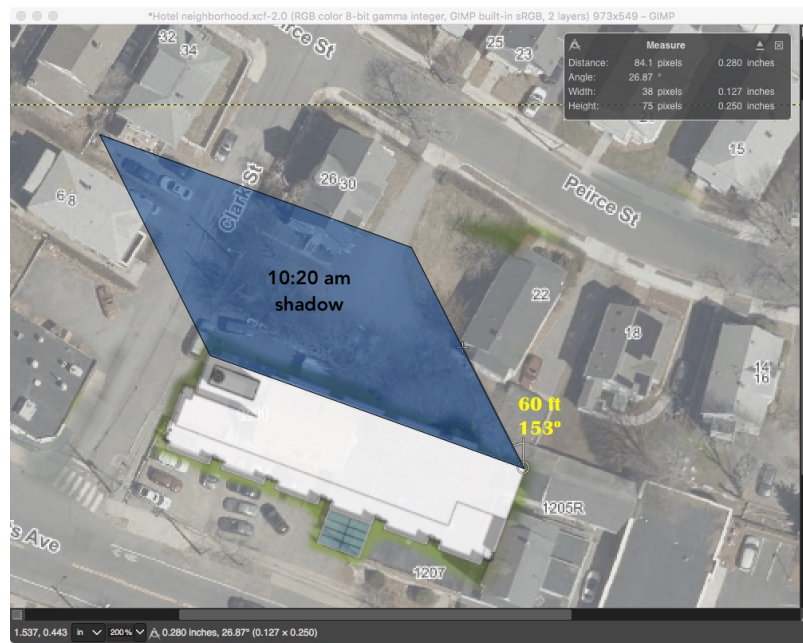 *Hotel neighborhood.xcf-2.0 (RGB color 8-bit gamma integer, GIMP built-in sRGB, 2 layers) 973x549 – GIMP
Measure
Distance: 84.1 pixels 0.280 inches
Angle: 26.87 °
Width: 38 pixels 0.127 inches
Height: 75 pixels 0.250 inches
32
34
25
23
rce St
15
6 8
Clark St
26 30
Peirce St
10:20 am
shadow
22
18
14
16
60 ft
153º
1205R
s Ave
1207
1.537, 0.443 in 200% 0.280 inches, 26.87° (0.127 × 0.250)